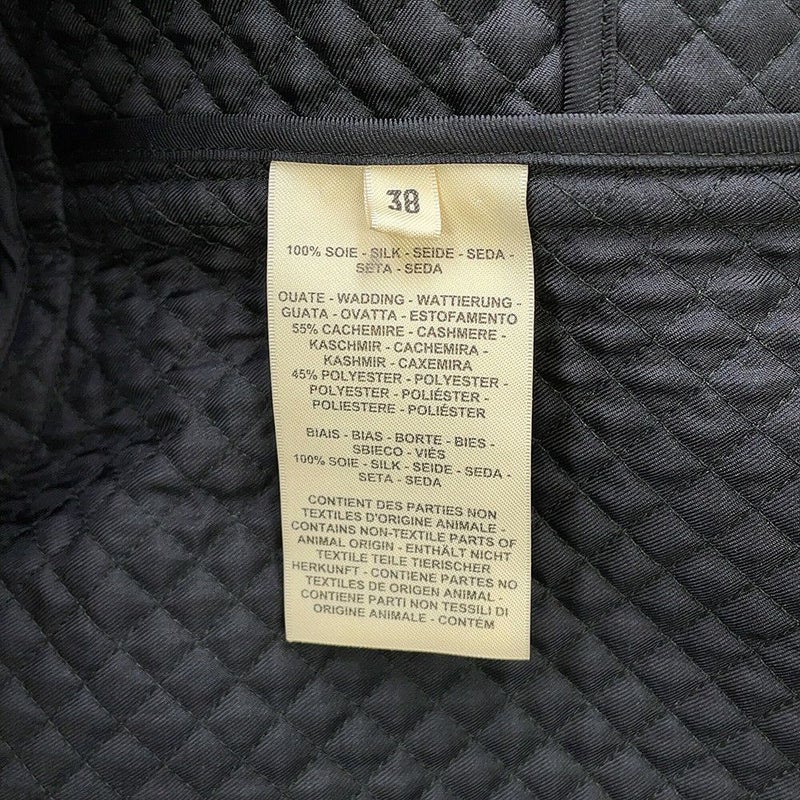 38
100% SOIE - SILK - SEIDE - SEDA -
SETA - SEDA
OUATE - WADDING - WATTIERUNG -
GUATA - OVATTA - ESTOFAMENTO
55% CACHEMIRE - CASHMERE -
KASCHMIR - CACHEMIRA -
KASHMIR - CAXEMIRA
45% POLYESTER - POLYESTER -
POLYESTER - POLIÉSTER -
POLIESTERE - POLIÉSTER
BIAIS - BIAS - BORTE - BIES -
SBIECO - VIÉS
100% SOIE - SILK - SEIDE - SEDA -
SETA - SEDA
CONTIENT DES PARTIES NON
TEXTILES D'ORIGINE ANIMALE -
CONTAINS NON-TEXTILE PARTS OF
ANIMAL ORIGIN - ENTHÄLT NICHT
TEXTILE TEILE TIERISCHER
HERKUNFT - CONTIENE PARTES NO
TEXTILES DE ORIGEN ANIMAL -
CONTIENE PARTI NON TESSILI DI
ORIGINE ANIMALE - CONTÉM